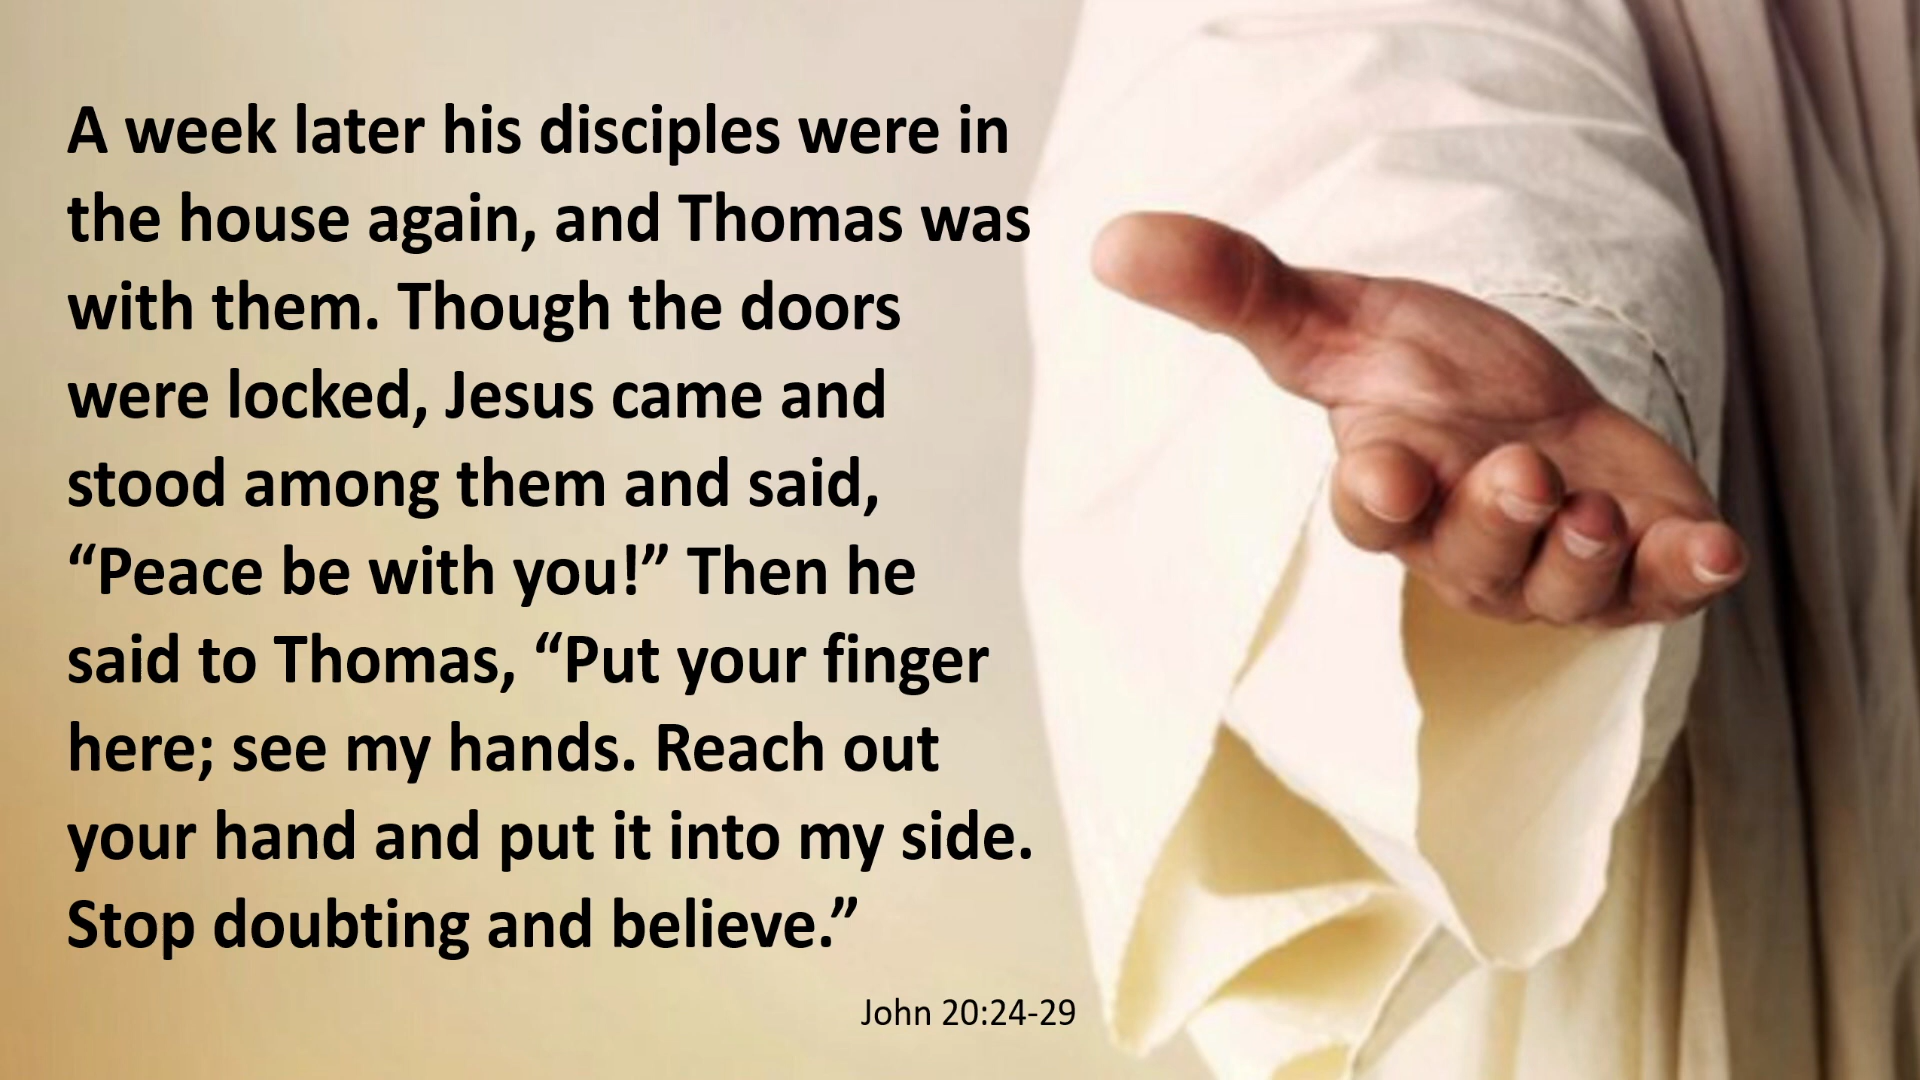 A week later his disciples were in
the house again, and Thomas was
with them. Though the doors
were locked, Jesus came and
stood among them and said,
“Peace be with you!” Then he
said to Thomas, “Put your finger
here; see my hands. Reach out
your hand and put it into my side.
Stop doubting and believe.”
John 20:24-29